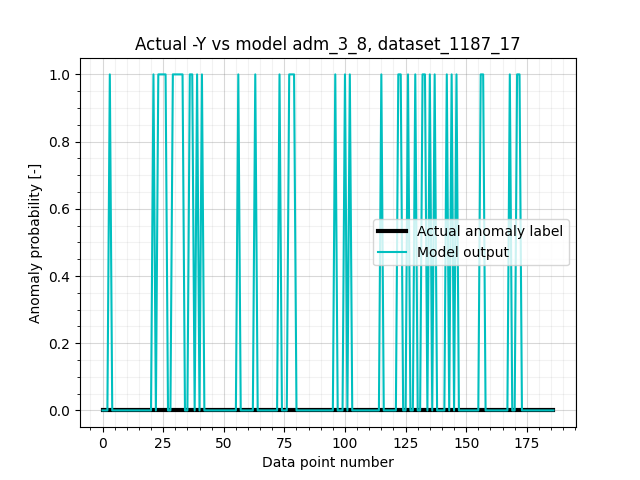 Actual -Y vs model adm_3_8, dataset_1187_17
Anomaly probability [-]
1.0
0.8
0.6
0.4
0.2
0.0
Actual anomaly label
Model output
0 25 50 75 100 125 150 175
Data point number